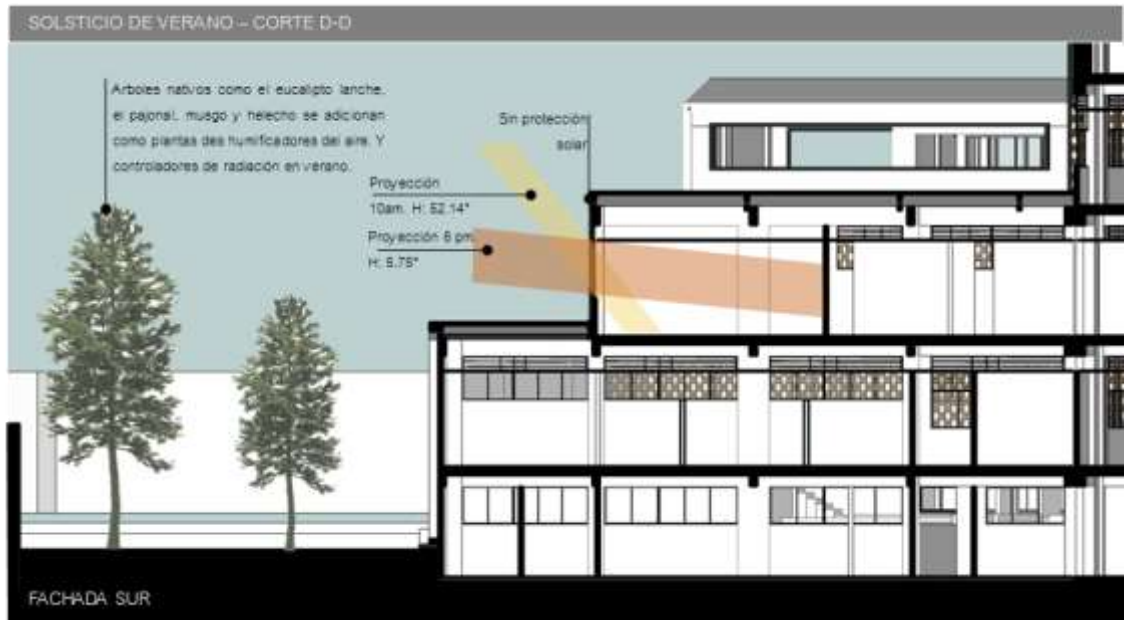 SOLSTICIO DE VERANO – CORTE D-D
Arboles nativos como el eucalipto lanche,
el pajonal, musgo y helecho se adicionan
como plantas des humificadores del aire. Y
controladores de radiación en verano.
Sin protección
solar
Proyección
10am. H: 52.14°
Proyección 6 pm.
H: 5.75°
FACHADA SUR